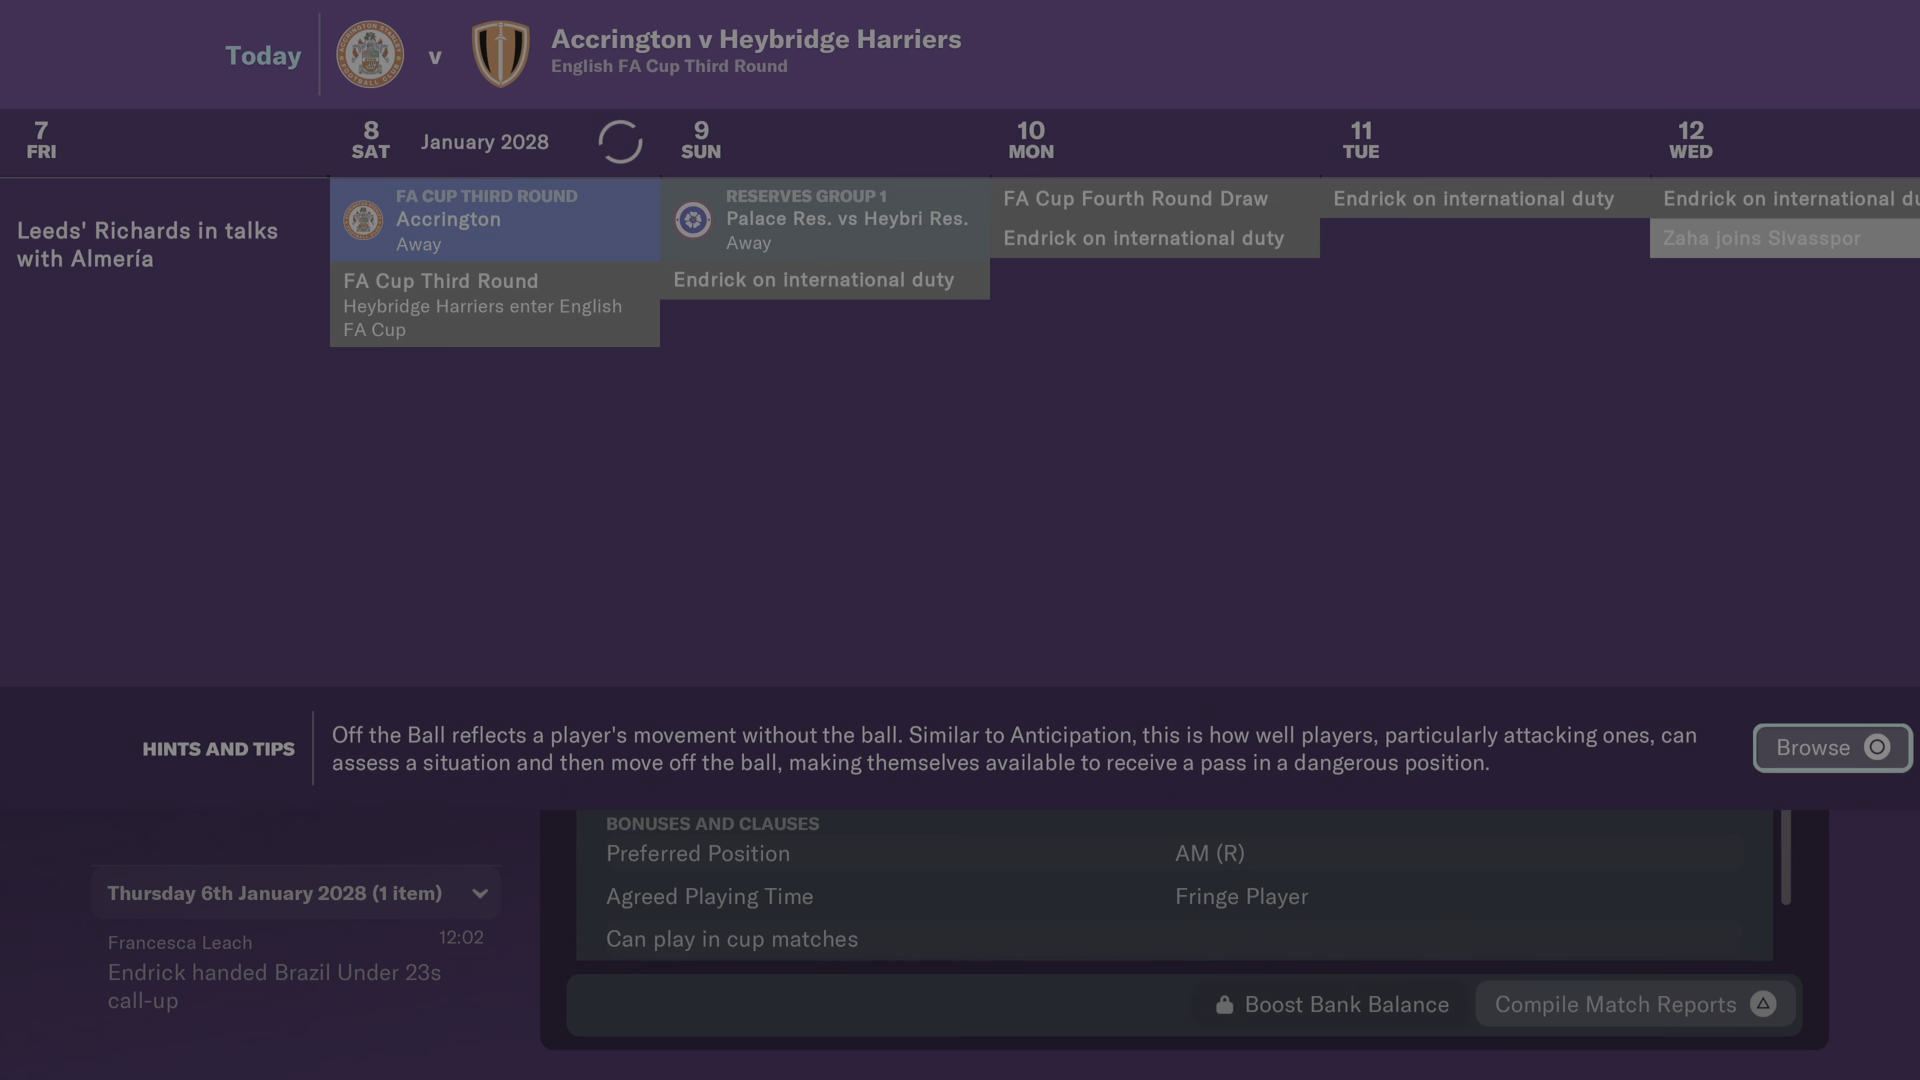 Today
v
Accrington v Heybridge Harriers
English FA Cup Third Round
7
FRI
8
SAT
January 2028
9
SUN
10
MON
11
TUE
12
WED
Leeds' Richards in talks
with Almería
FA CUP THIRD ROUND
Accrington
Away
FA Cup Third Round
Heybridge Harriers enter English
FA Cup
RESERVES GROUP 1
Palace Res. vs Heybri Res.
Away
Endrick on international duty
FA Cup Fourth Round Draw
Endrick on international duty
Endrick on international duty
Endrick on international du
Zaha joins Sivasspor
HINTS AND TIPS
Off the Ball reflects a player's movement without the ball. Similar to Anticipation, this is how well players, particularly attacking ones, can
assess a situation and then move off the ball, making themselves available to receive a pass in a dangerous position.
Browse
BONUSES AND CLAUSES
Preferred Position AM (R)
Agreed Playing Time Fringe Player
Can play in cup matches
Thursday 6th January 2028 (1 item)
Francesca Leach 12:02
Endrick handed Brazil Under 23s
call-up
Boost Bank Balance
Compile Match Reports